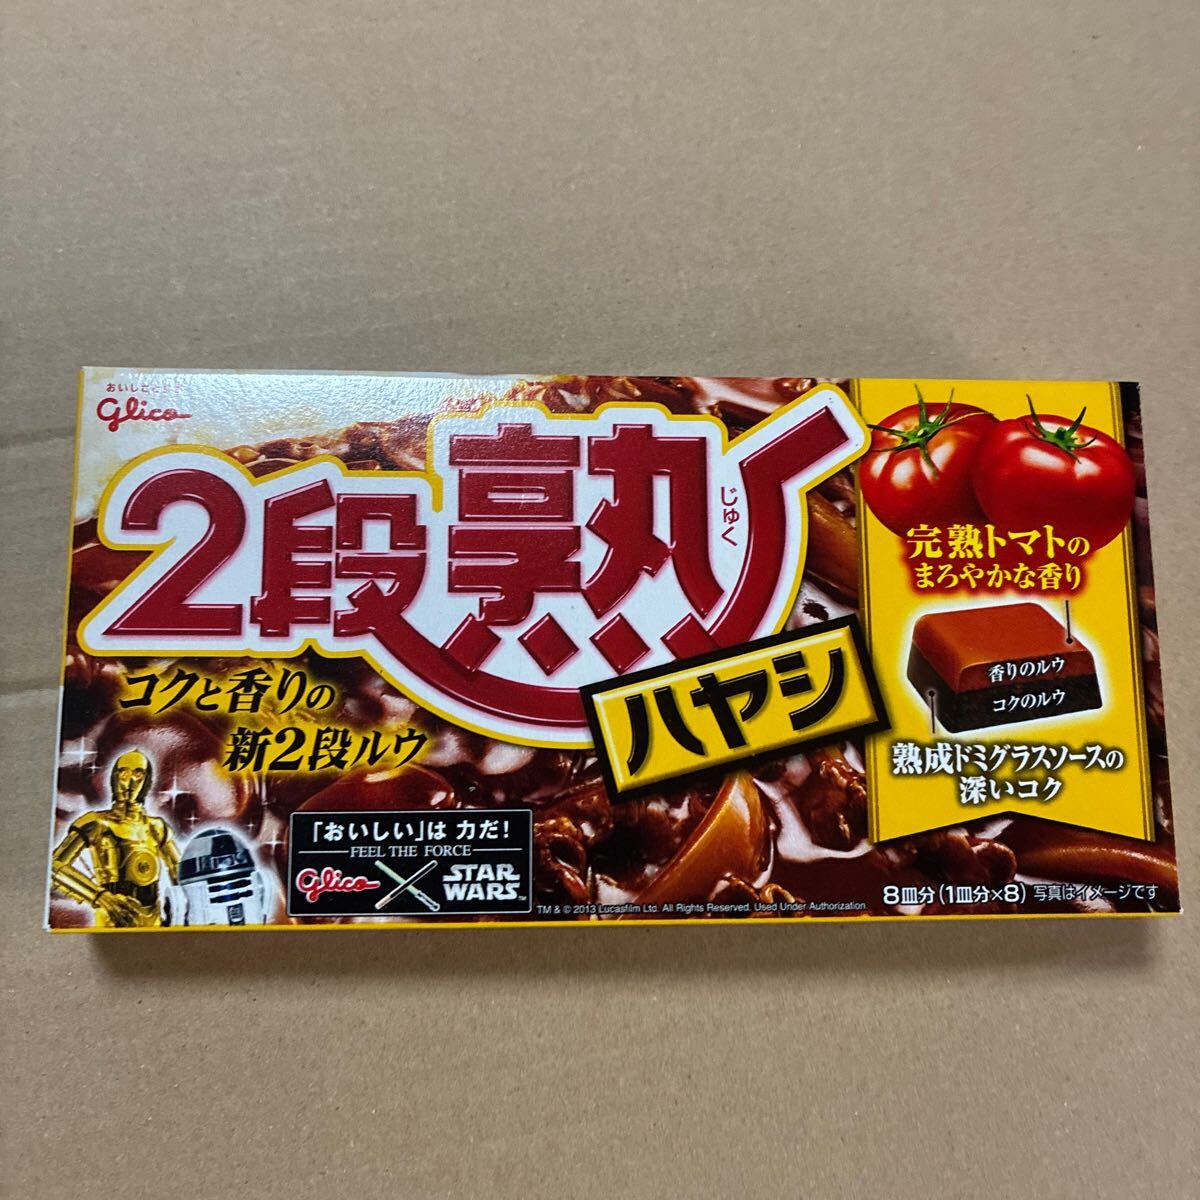 おいしさと健康
Glico
2段熟
じゅく
ハヤシ
コクと香りの
新2段ルウ
「おいしい」は 力だ!
FEEL THE FORCE
Glico
STAR
WARS™
TM & © 2013 Lucasfilm Ltd. All Rights Reserved. Used Under Authorization.
完熟トマトの
まろやかな香り
香りのルウ
コクのルウ
熟成ドミグラスソースの
深いコク
8皿分(1皿分×8) 写真はイメージです